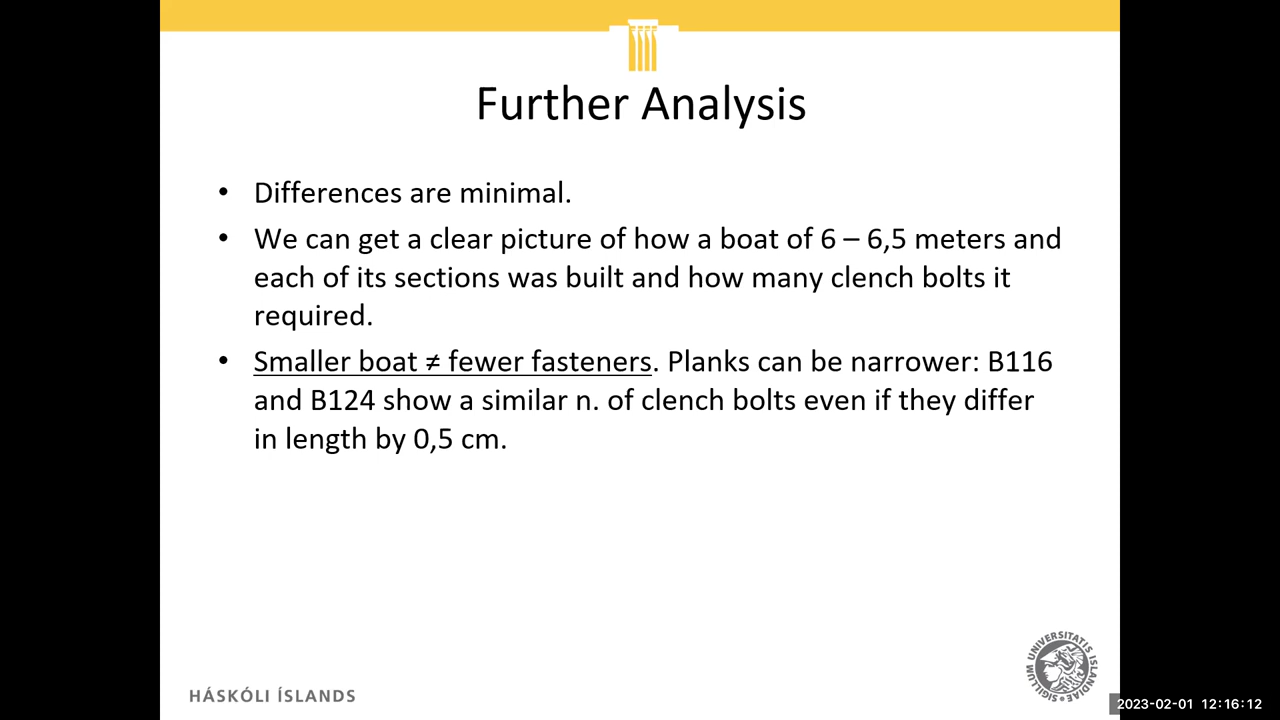 Further Analysis
• Differences are minimal.
• We can get a clear picture of how a boat of 6 – 6,5 meters and
each of its sections was built and how many clench bolts it
required.
• Smaller boat ≠ fewer fasteners. Planks can be narrower: B116
and B124 show a similar n. of clench bolts even if they differ
in length by 0,5 cm.
HÁSKÓLI ÍSLANDS
SIGILLUM UNIVERSITATIS ISLANDIAE
2023-02-01 12:16:12